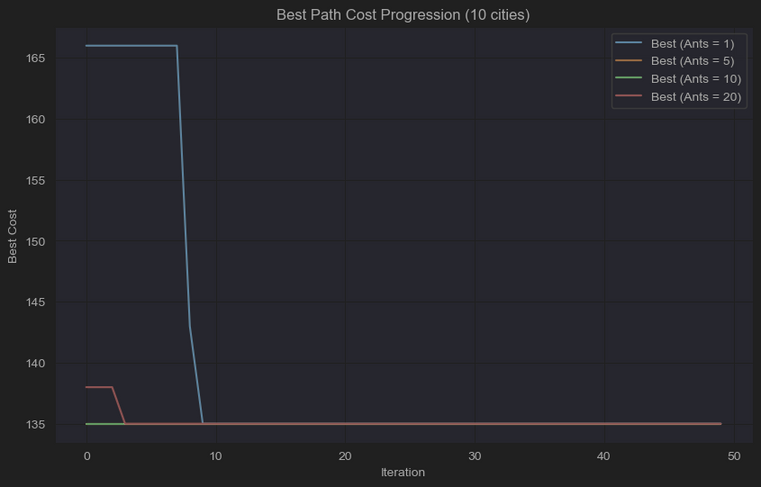 Best Path Cost Progression (10 cities)
Best (Ants = 1)
Best (Ants = 5)
Best (Ants = 10)
Best (Ants = 20)
165
160
155
150
145
140
135
Best Cost
0 10 20 30 40 50
Iteration